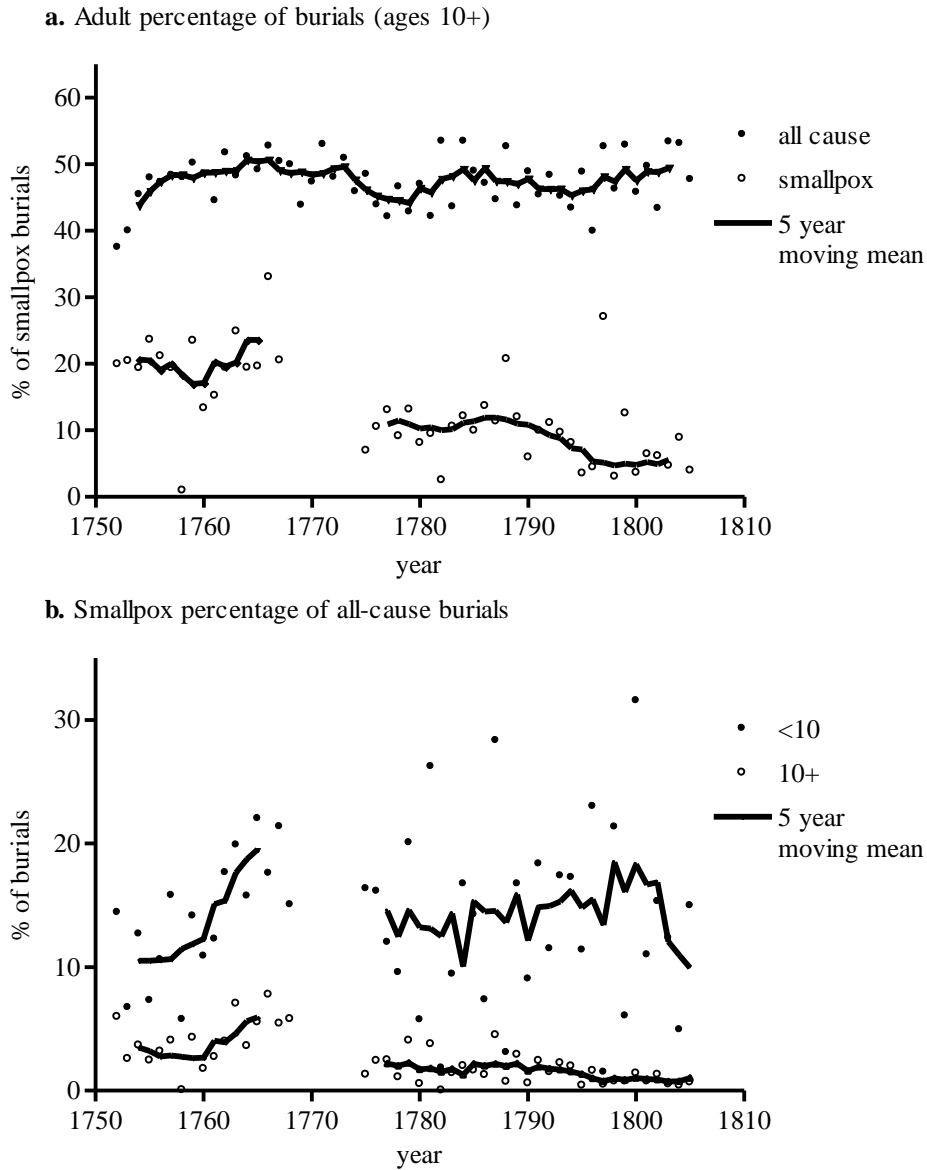 a. Adult percentage of burials (ages 10+)
60
50
40
30
20
10
0
% of smallpox burials
1750 1760 1770 1780 1790 1800 1810
year
all cause
smallpox
5 year
moving mean
b. Smallpox percentage of all-cause burials
30
20
10
0
% of burials
1750 1760 1770 1780 1790 1800 1810
year
<10
10+
5 year
moving mean